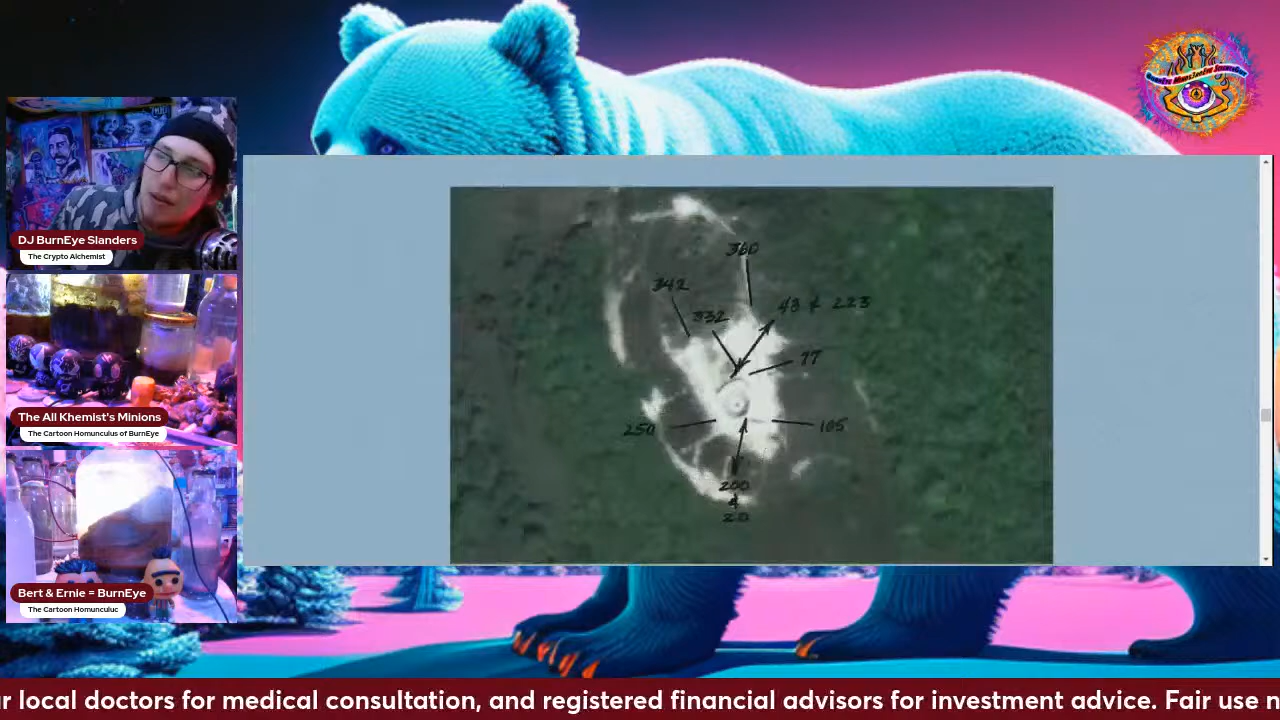 DJ BurnEye Slanders
The Crypto Alchemist
The All Khemist's Minions
The Cartoon Homunculus of BurnEye
Bert & Ernie = BurnEye
The Cartoon Homunculuc
360
342
332
48 & 223
77
250
105
200
&
20
r local doctors for medical consultation, and registered financial advisors for investment advice. Fair use n